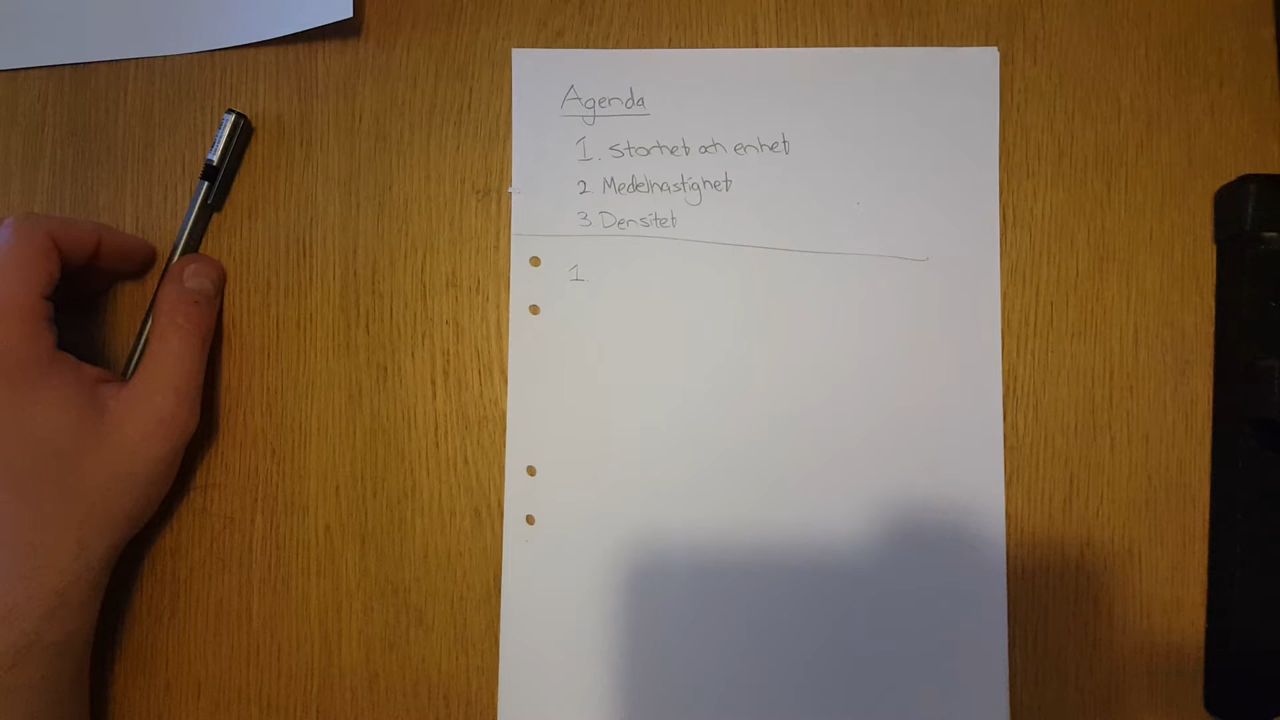 Agenda
1. Storhet och enhet
2 Medelhastighet
3. Densitet
1.